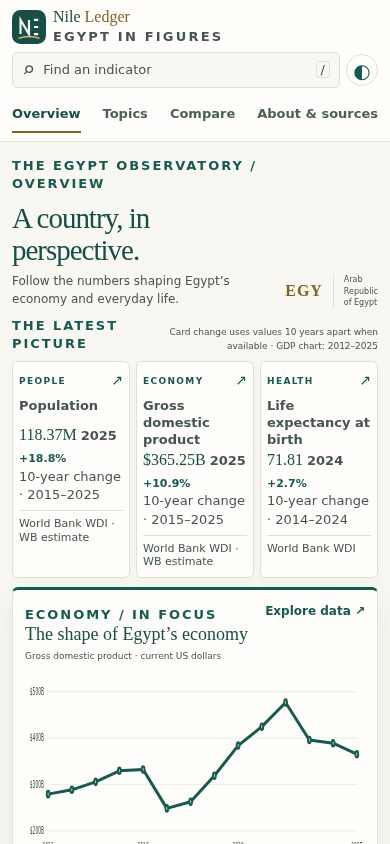 Nile Ledger
EGYPT IN FIGURES
Find an indicator /
Overview Topics Compare About & sources
THE EGYPT OBSERVATORY /
OVERVIEW
A country, in
perspective.
Follow the numbers shaping Egypt’s
economy and everyday life.
EGY
Arab
Republic
of Egypt
THE LATEST
PICTURE
Card change uses values 10 years apart when
available · GDP chart: 2012–2025
PEOPLE ↗
Population
118.37M 2025
+18.8%
10-year change
· 2015–2025
World Bank WDI ·
WB estimate
ECONOMY ↗
Gross
domestic
product
$365.25B 2025
+10.9%
10-year change
· 2015–2025
World Bank WDI ·
WB estimate
HEALTH ↗
Life
expectancy at
birth
71.81 2024
+2.7%
10-year change
· 2014–2024
World Bank WDI
ECONOMY / IN FOCUS
Explore data ↗
The shape of Egypt’s economy
Gross domestic product · current US dollars
$500B
$400B
$300B
$200B